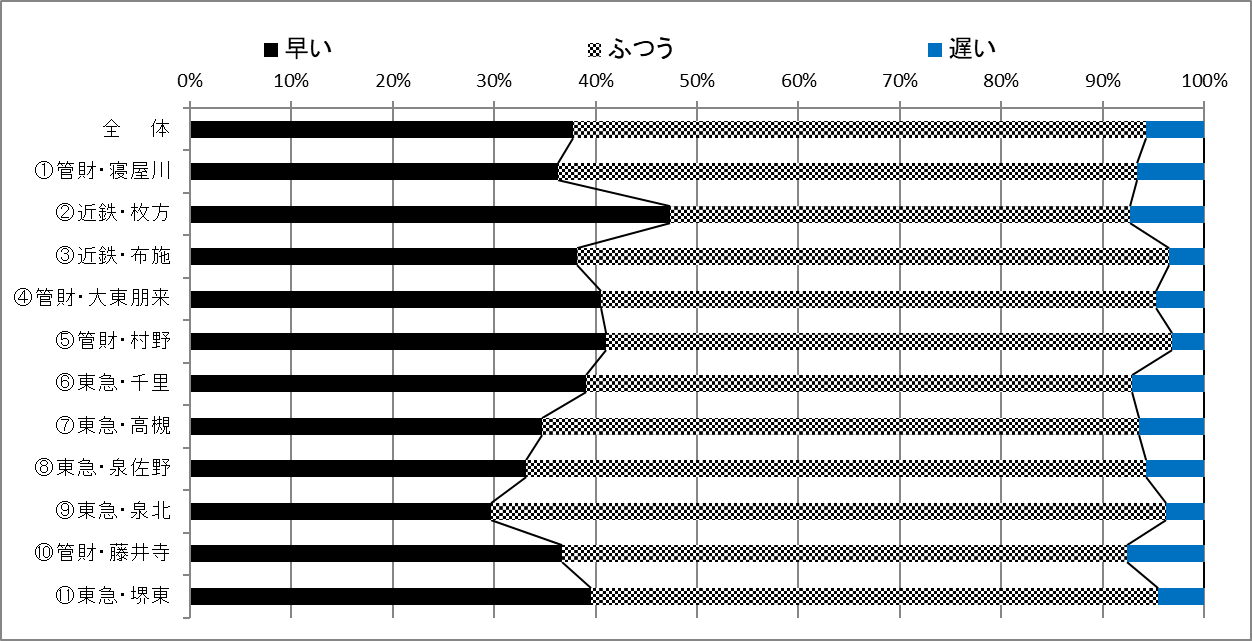 早い ふつう 遅い
0% 10% 20% 30% 40% 50% 60% 70% 80% 90% 100%
全 体
①管財・寝屋川
②近鉄・枚方
③近鉄・布施
④管財・大東朋来
⑤管財・村野
⑥東急・千里
⑦東急・高槻
⑧東急・泉佐野
⑨東急・泉北
⑩管財・藤井寺
⑪東急・堺東